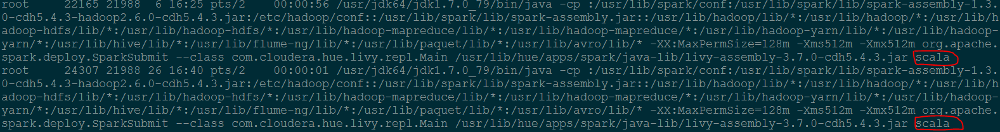 root     22165 21988  6 16:25 pts/2    00:00:56 /usr/jdk64/jdk1.7.0_79/bin/java -cp :/usr/lib/spark/conf:/usr/lib/spark/lib/spark-assembly-1.3.
0-cdh5.4.3-hadoop2.6.0-cdh5.4.3.jar:/etc/hadoop/conf::/usr/lib/spark/lib/spark-assembly.jar::/usr/lib/hadoop/lib/*:/usr/lib/hadoop/*:/usr/lib/h
adoop-hdfs/lib/*:/usr/lib/hadoop-hdfs/*:/usr/lib/hadoop-mapreduce/lib/*:/usr/lib/hadoop-mapreduce/*:/usr/lib/hadoop-yarn/lib/*:/usr/lib/hadoop-
yarn/*:/usr/lib/hive/lib/*:/usr/lib/flume-ng/lib/*:/usr/lib/paquet/lib/*:/usr/lib/avro/lib/* -XX:MaxPermSize=128m -Xms512m -Xmx512m org.apache.
spark.deploy.SparkSubmit --class com.cloudera.hue.livy.repl.Main /usr/lib/hue/apps/spark/java-lib/livy-assembly-3.7.0-cdh5.4.3.jar scala
root     24307 21988 26 16:40 pts/2    00:00:01 /usr/jdk64/jdk1.7.0_79/bin/java -cp :/usr/lib/spark/conf:/usr/lib/spark/lib/spark-assembly-1.3.
0-cdh5.4.3-hadoop2.6.0-cdh5.4.3.jar:/etc/hadoop/conf::/usr/lib/spark/lib/spark-assembly.jar::/usr/lib/hadoop/lib/*:/usr/lib/hadoop/*:/usr/lib/h
adoop-hdfs/lib/*:/usr/lib/hadoop-hdfs/*:/usr/lib/hadoop-mapreduce/lib/*:/usr/lib/hadoop-mapreduce/*:/usr/lib/hadoop-yarn/lib/*:/usr/lib/hadoop-
yarn/*:/usr/lib/hive/lib/*:/usr/lib/flume-ng/lib/*:/usr/lib/paquet/lib/*:/usr/lib/avro/lib/* -XX:MaxPermSize=128m -Xms512m -Xmx512m org.apache.
spark.deploy.SparkSubmit --class com.cloudera.hue.livy.repl.Main /usr/lib/hue/apps/spark/java-lib/livy-assembly-3.7.0-cdh5.4.3.jar scala